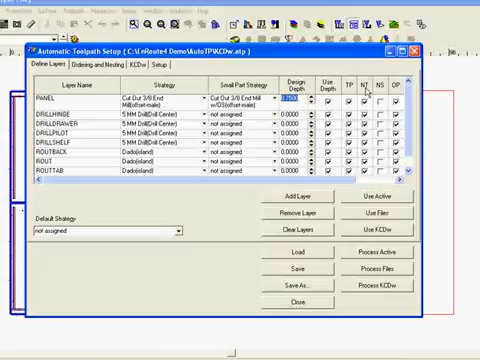 Automatic Toolpath Setup ( C:\EnRoute4 Demo\AutoTP\KCDw.atp )
Define Layers Ordering and Nesting KCDw Setup
Layer Name Strategy Small Part Strategy Design Depth Use Depth TP NT NS OP
PANEL Cut Out 3/8 End Mill(offset-male) Cut Out 3/8 End Mill w/OS(offset-male)
DRILLHINGE 5 MM Drill(Drill Center) not assigned 0.0000
DRILLDRAWER 5 MM Drill(Drill Center) not assigned 0.0000
DRILLPILOT 5 MM Drill(Drill Center) not assigned 0.0000
DRILLSHELF 5 MM Drill(Drill Center) not assigned 0.0000
ROUTBACK Dado(island) not assigned 0.0000
ROUT Dado(island) not assigned 0.0000
ROUTTAB Dado(island) not assigned 0.0000
Add Layer Use Active
Remove Layer Use Files
Clear Layers Use KCDw
Default Strategy
not assigned
Load Process Active
Save Process Files
Save As... Process KCDw
Close